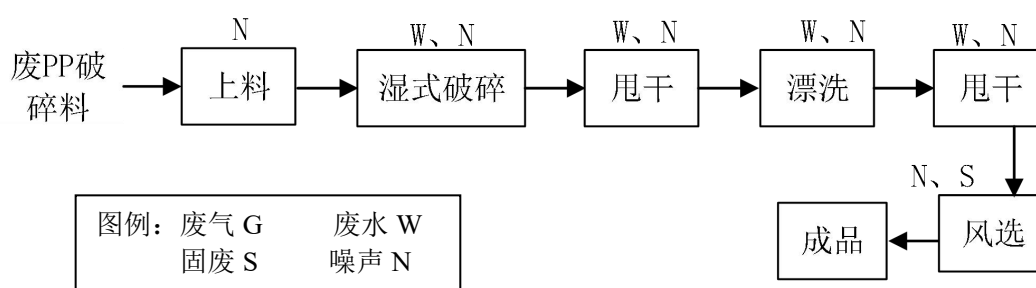 N
W、N
W、N
W、N
W、N
废PP破
碎料
上料
湿式破碎
甩干
漂洗
甩干
N、S
风选
成品
图例：废气 G 废水 W
固废 S 噪声 N